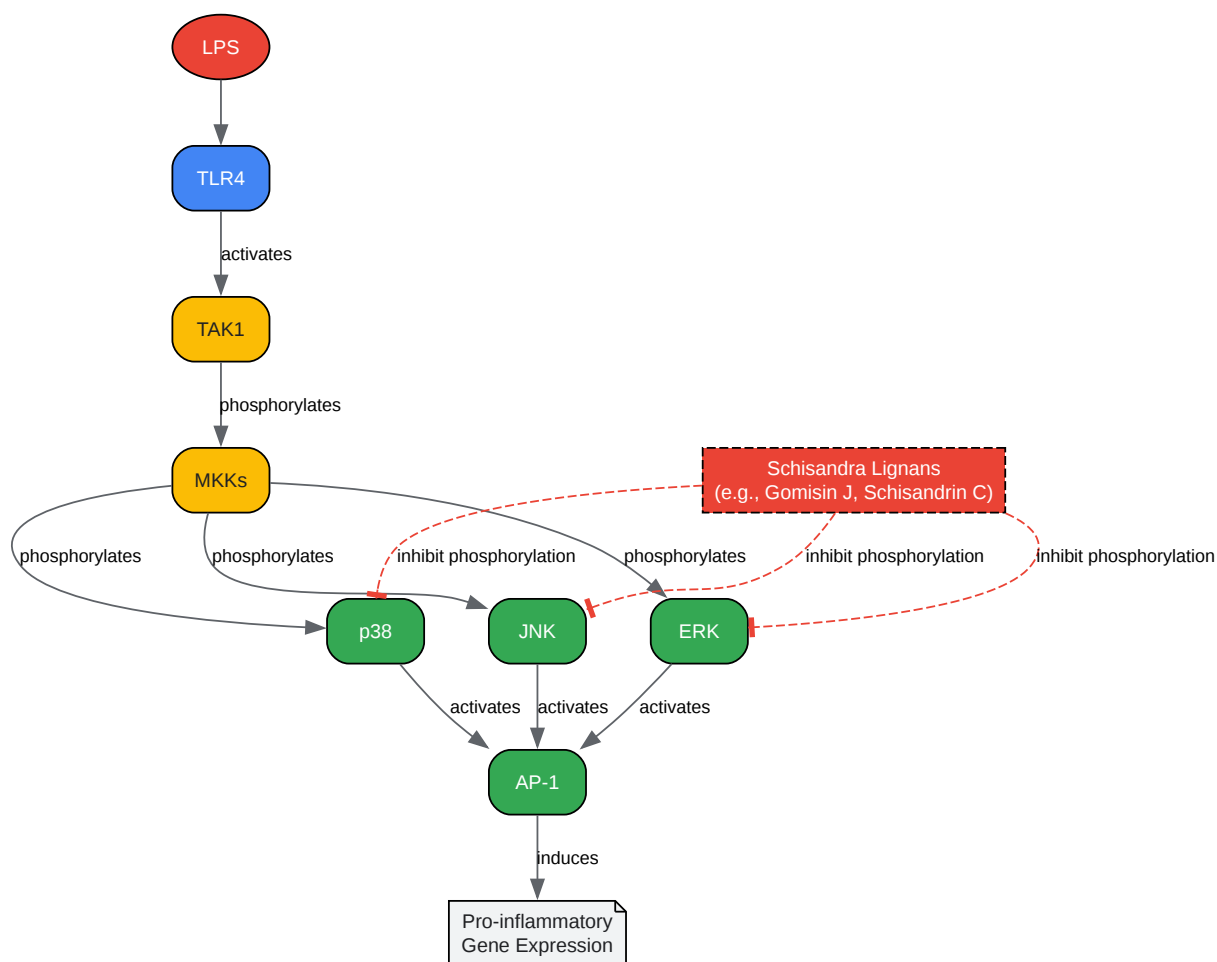 LPS
TLR4
activates
TAK1
phosphorylates
MKKs
Schisandra Lignans
(e.g., Gomisin J, Schisandrin C)
phosphorylates
phosphorylates
inhibit phosphorylation
phosphorylates
inhibit phosphorylation
inhibit phosphorylation
p38
JNK
ERK
activates
activates
activates
AP-1
induces
Pro-inflammatory
Gene Expression